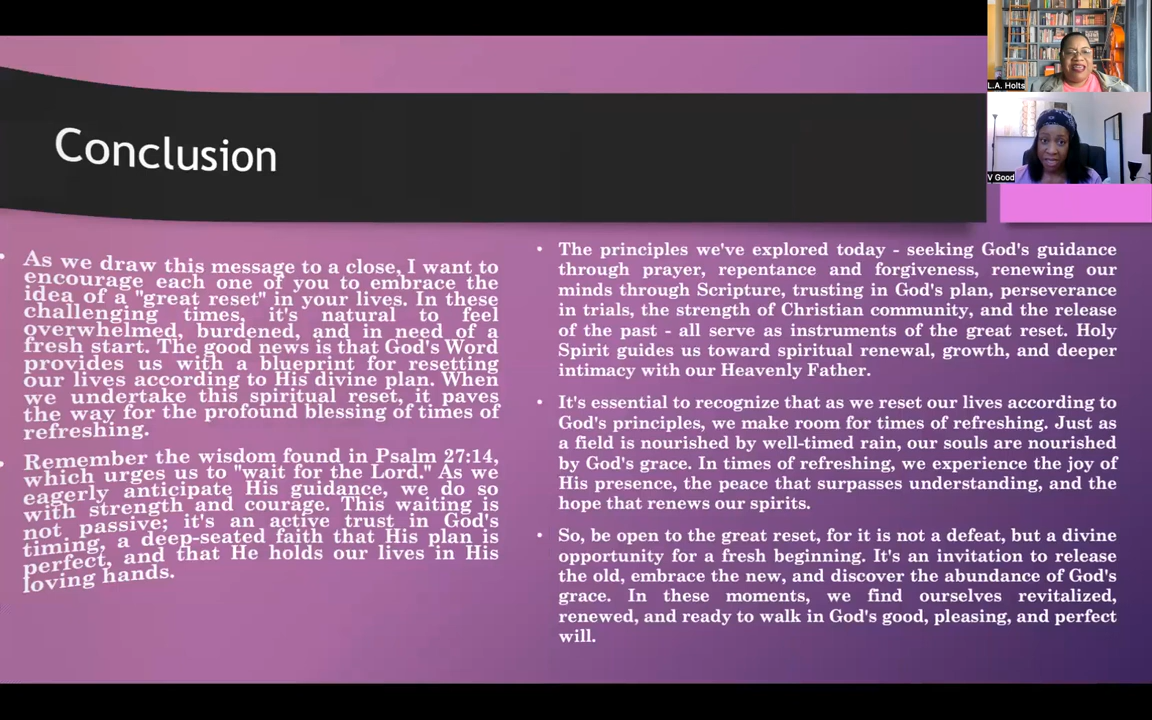 Conclusion
• As we draw this message to a close, I want to
encourage each one of you to embrace the
idea of a "great reset" in your lives. In these
challenging times, it's natural to feel
overwhelmed, burdened, and in need of a
fresh start. The good news is that God's Word
provides us with a blueprint for resetting
our lives according to His divine plan. When
we undertake this spiritual reset, it paves
the way for the profound blessing of times of
refreshing.
• Remember the wisdom found in Psalm 27:14,
which urges us to "wait for the Lord." As we
eagerly anticipate His guidance, we do so
with strength and courage. This waiting is
not passive; it's an active trust in God's
timing, a deep-seated faith that His plan is
perfect, and that He holds our lives in His
loving hands.
• The principles we've explored today - seeking God's guidance
through prayer, repentance and forgiveness, renewing our
minds through Scripture, trusting in God's plan, perseverance
in trials, the strength of Christian community, and the release
of the past - all serve as instruments of the great reset. Holy
Spirit guides us toward spiritual renewal, growth, and deeper
intimacy with our Heavenly Father.
• It's essential to recognize that as we reset our lives according to
God's principles, we make room for times of refreshing. Just as
a field is nourished by well-timed rain, our souls are nourished
by God's grace. In times of refreshing, we experience the joy of
His presence, the peace that surpasses understanding, and the
hope that renews our spirits.
• So, be open to the great reset, for it is not a defeat, but a divine
opportunity for a fresh beginning. It's an invitation to release
the old, embrace the new, and discover the abundance of God's
grace. In these moments, we find ourselves revitalized,
renewed, and ready to walk in God's good, pleasing, and perfect
will.
L.A. Holts
V Good